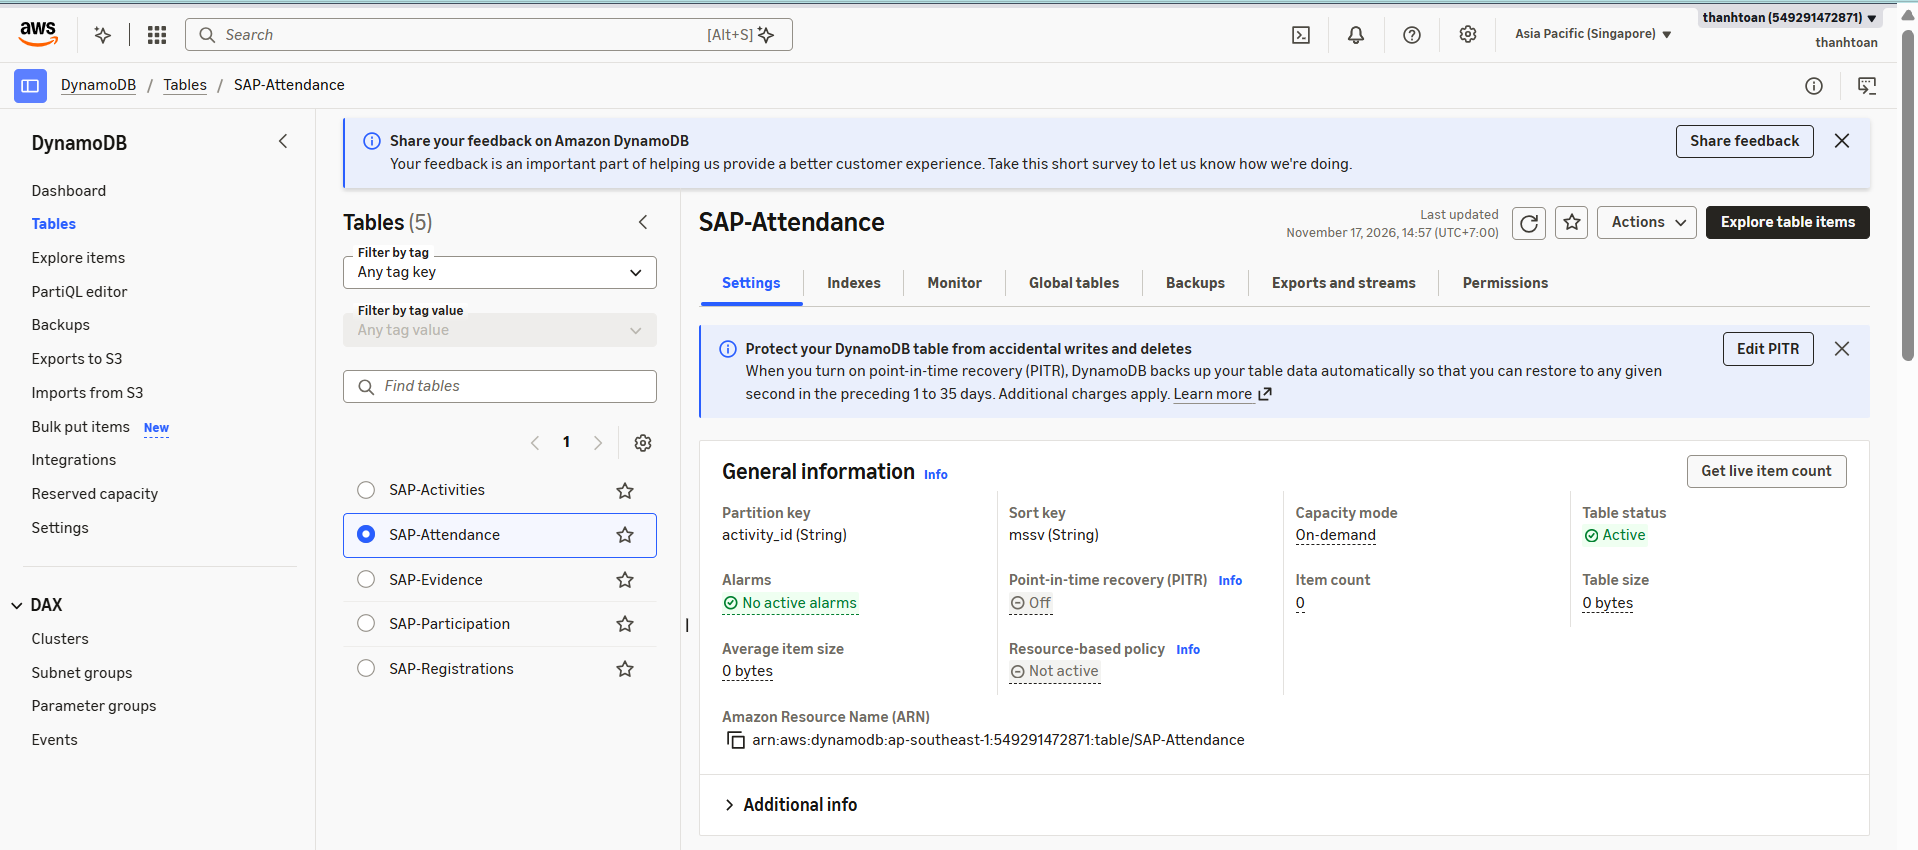 aws
Search
[Alt+S]
Asia Pacific (Singapore)
thanhtoan (549291472871)
thanhtoan
DynamoDB / Tables / SAP-Attendance
DynamoDB
Dashboard
Tables
Explore items
PartiQL editor
Backups
Exports to S3
Imports from S3
Bulk put items New
Integrations
Reserved capacity
Settings
DAX
Clusters
Subnet groups
Parameter groups
Events
Share your feedback on Amazon DynamoDB
Your feedback is an important part of helping us provide a better customer experience. Take this short survey to let us know how we're doing.
Share feedback
Tables (5)
Filter by tag
Any tag key
Filter by tag value
Any tag value
Find tables
1
SAP-Activities
SAP-Attendance
SAP-Evidence
SAP-Participation
SAP-Registrations
SAP-Attendance
Last updated
November 17, 2026, 14:57 (UTC+7:00)
Actions
Explore table items
Settings
Indexes
Monitor
Global tables
Backups
Exports and streams
Permissions
Protect your DynamoDB table from accidental writes and deletes
When you turn on point-in-time recovery (PITR), DynamoDB backs up your table data automatically so that you can restore to any given
second in the preceding 1 to 35 days. Additional charges apply. Learn more
Edit PITR
General information Info
Get live item count
Partition key
activity_id (String)
Sort key
mssv (String)
Capacity mode
On-demand
Table status
Active
Alarms
No active alarms
Point-in-time recovery (PITR) Info
Off
Item count
0
Table size
0 bytes
Average item size
0 bytes
Resource-based policy Info
Not active
Amazon Resource Name (ARN)
arn:aws:dynamodb:ap-southeast-1:549291472871:table/SAP-Attendance
Additional info